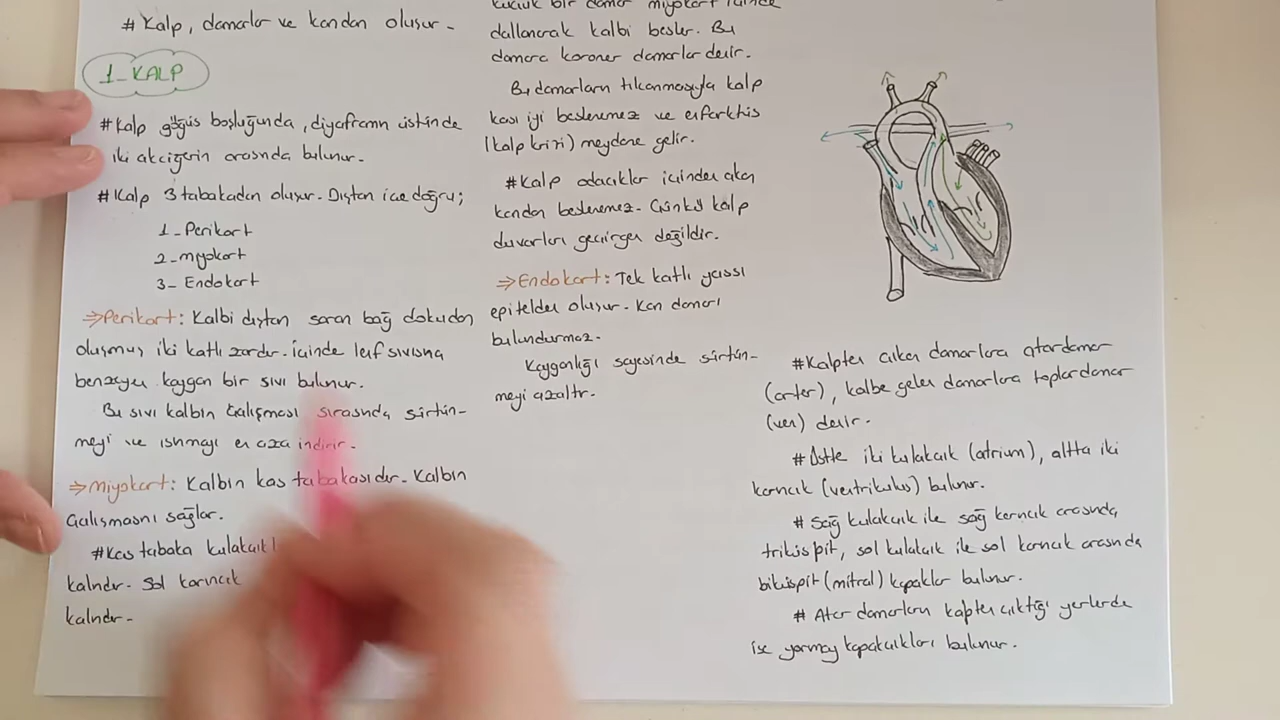 # Kalp, damarlar ve kandan oluşur.
1- KALP
# Kalp göğüs boşluğunda, diyaframın üstünde
iki akciğerin arasında bulunur.
# Kalp 3 tabakadan oluşur. Dıştan içe doğru;
1- Perikart
2- miyokart
3- Endokart
⇒Perikart: Kalbi dıştan saran bağ dokudan
oluşmuş iki katlı zardır. İçinde lenf sıvısına
benzeyen kaygan bir sıvı bulunur.
Bu sıvı kalbin çalışması sırasında sürtün-
meyi ve ısınmayı en aza indirir.
⇒Miyokart: Kalbin kas tabakasıdır. Kalbin
çalışmasını sağlar.
# Kas tabaka
kalındır. Sol karıncık
kalındır.
küçük bir damar miyokart içinde
dallanarak kalbi besler. Bu
damara koroner damarlar denir.
Bu damarların tıkanmasıyla kalp
kası iyi beslenemez ve enfarktüs
(kalp krizi) meydana gelir.
# Kalp odacıklar içinden akan
kandan beslenemez. Çünkü kalp
duvarları geçirgen değildir.
⇒Endokart: Tek katlı yassı
epitelden oluşur. Kan damarı
bulundurmaz.
Kayganlığı sayesinde sürtün-
meyi azaltır.
# Kalpten çıkan damarlara atardamar
(arter), kalbe gelen damarlara toplardamar
(ven) denir.
# Üstte iki kulakçık (atrium), altta iki
karıncık (ventrikulus) bulunur.
# Sağ kulakçık ile sağ karıncık arasında
triküspit, sol kulakçık ile sol karıncık arasında
biküspit (mitral) kapaklar bulunur.
# Atar damarların kalpten çıktığı yerlerde
ise yarımay kapakçıkları bulunur.